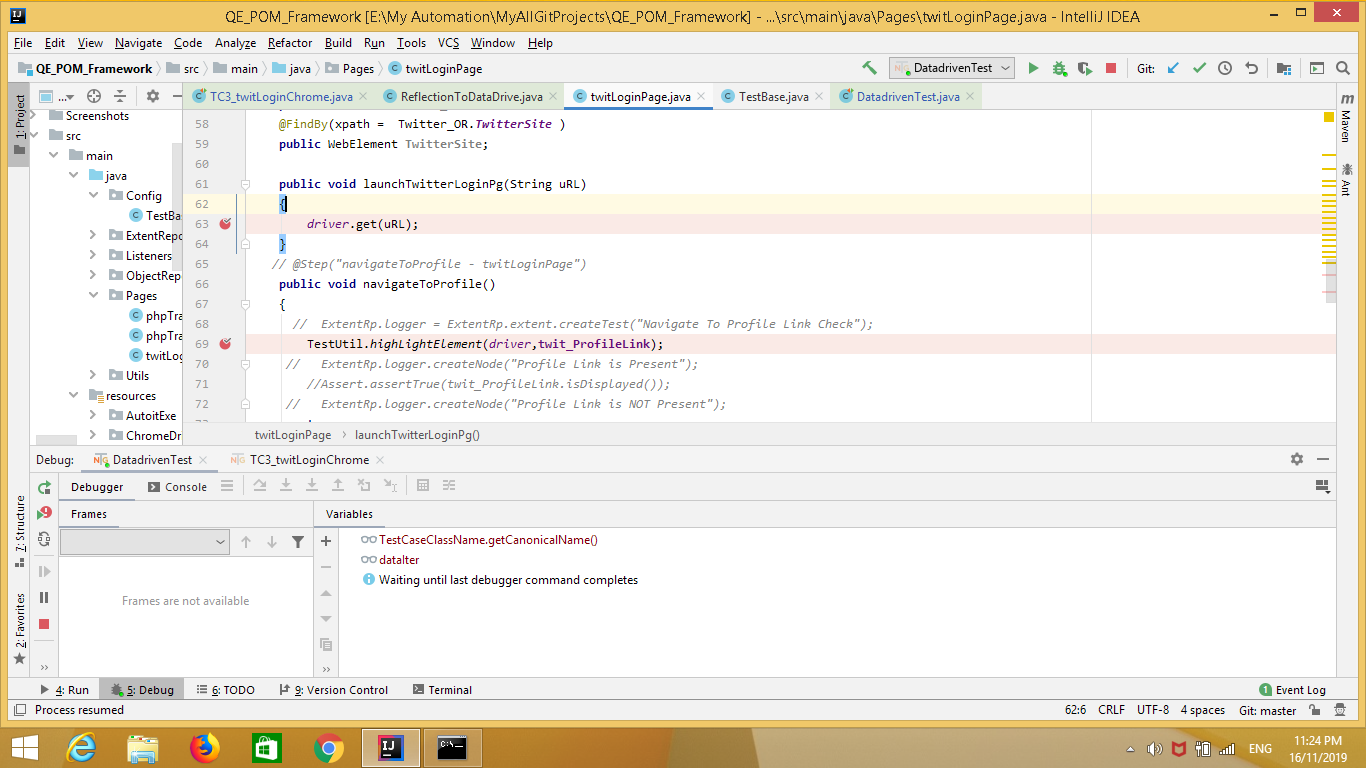 QE_POM_Framework [E:\My Automation\MyAllGitProjects\QE_POM_Framework] - ...\src\main\java\Pages\twitLoginPage.java - IntelliJ IDEA
File Edit View Navigate Code Analyze Refactor Build Run Tools VCS Window Help
QE_POM_Framework src main java Pages twitLoginPage DatadrivenTest Git:
1: Project
... TC3_twitLoginChrome.java ReflectionToDataDrive.java twitLoginPage.java TestBase.java DatadrivenTest.java
Screenshots
src
main
java
Config
TestBa
ExtentRepo
Listeners
ObjectRep
Pages
phpTra
phpTra
twitLog
Utils
resources
AutoitExe
ChromeDr
58 @FindBy(xpath = Twitter_OR.TwitterSite )
59 public WebElement TwitterSite;
60
61 public void launchTwitterLoginPg(String uRL)
62 {
63 driver.get(uRL);
64 }
65 // @Step("navigateToProfile - twitLoginPage")
66 public void navigateToProfile()
67 {
68 // ExtentRp.logger = ExtentRp.extent.createTest("Navigate To Profile Link Check");
69 TestUtil.highLightElement(driver,twit_ProfileLink);
70 // ExtentRp.logger.createNode("Profile Link is Present");
71 //Assert.assertTrue(twit_ProfileLink.isDisplayed());
72 // ExtentRp.logger.createNode("Profile Link is NOT Present");
twitLoginPage launchTwitterLoginPg()
m Maven
Ant
Debug: DatadrivenTest TC3_twitLoginChrome
Debugger Console
Frames Variables
TestCaseClassName.getCanonicalName()
dataIter
Waiting until last debugger command completes
Frames are not available
7: Structure
2: Favorites
4: Run 5: Debug 6: TODO 9: Version Control Terminal 1 Event Log
Process resumed 62:6 CRLF UTF-8 4 spaces Git: master
ENG
11:24 PM
16/11/2019